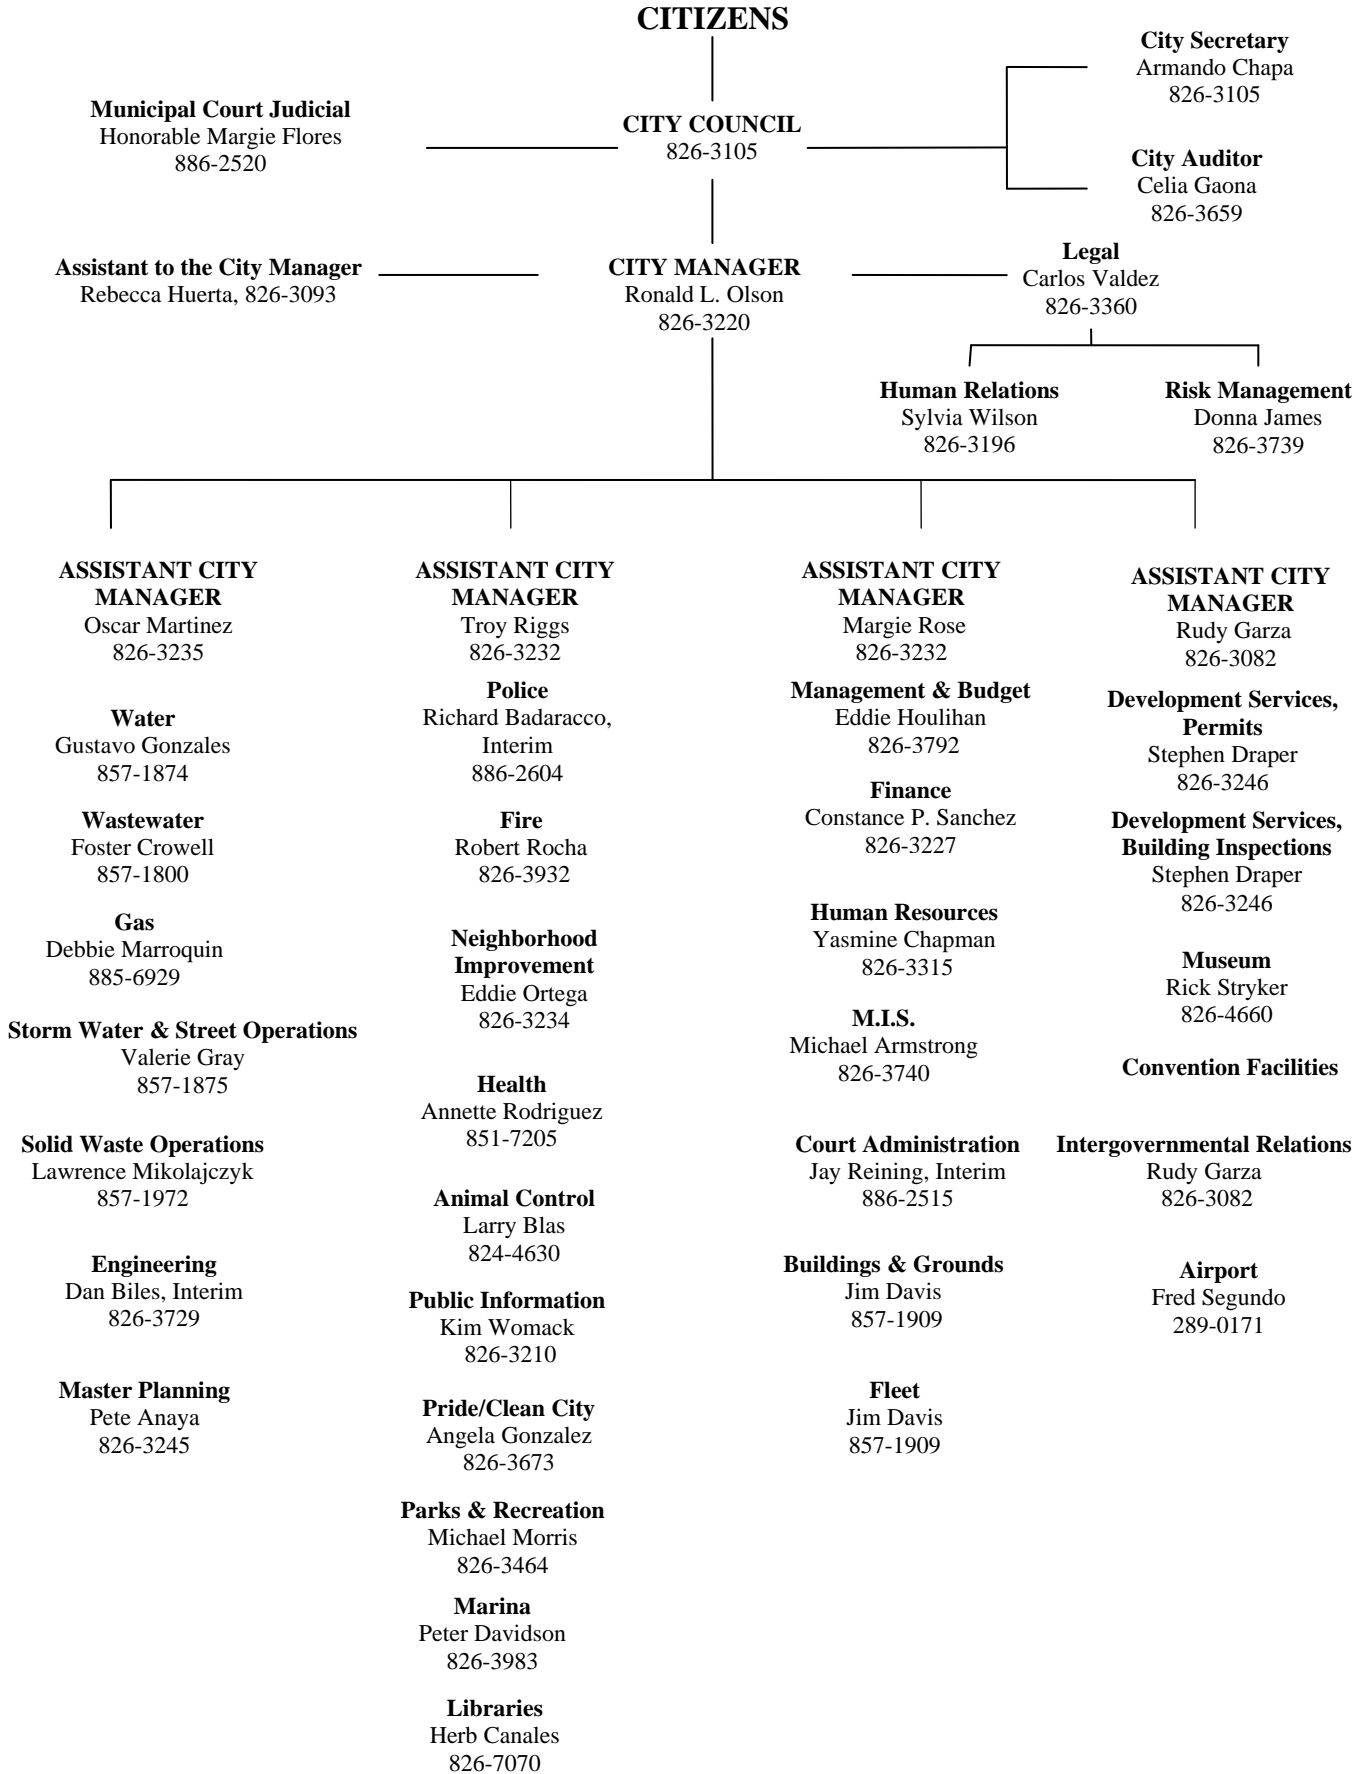 CITIZENS
City Secretary
Armando Chapa
826-3105
Municipal Court Judicial
Honorable Margie Flores
886-2520
CITY COUNCIL
826-3105
City Auditor
Celia Gaona
826-3659
Assistant to the City Manager
Rebecca Huerta, 826-3093
CITY MANAGER
Ronald L. Olson
826-3220
Legal
Carlos Valdez
826-3360
Human Relations
Sylvia Wilson
826-3196
Risk Management
Donna James
826-3739
ASSISTANT CITY
MANAGER
Oscar Martinez
826-3235
Water
Gustavo Gonzales
857-1874
Wastewater
Foster Crowell
857-1800
Gas
Debbie Marroquin
885-6929
Storm Water & Street Operations
Valerie Gray
857-1875
Solid Waste Operations
Lawrence Mikolajczyk
857-1972
Engineering
Dan Biles, Interim
826-3729
Master Planning
Pete Anaya
826-3245
ASSISTANT CITY
MANAGER
Troy Riggs
826-3232
Police
Richard Badaracco,
Interim
886-2604
Fire
Robert Rocha
826-3932
Neighborhood
Improvement
Eddie Ortega
826-3234
Health
Annette Rodriguez
851-7205
Animal Control
Larry Blas
824-4630
Public Information
Kim Womack
826-3210
Pride/Clean City
Angela Gonzalez
826-3673
Parks & Recreation
Michael Morris
826-3464
Marina
Peter Davidson
826-3983
Libraries
Herb Canales
826-7070
ASSISTANT CITY
MANAGER
Margie Rose
826-3232
Management & Budget
Eddie Houlihan
826-3792
Finance
Constance P. Sanchez
826-3227
Human Resources
Yasmine Chapman
826-3315
M.I.S.
Michael Armstrong
826-3740
Court Administration
Jay Reining, Interim
886-2515
Buildings & Grounds
Jim Davis
857-1909
Fleet
Jim Davis
857-1909
ASSISTANT CITY
MANAGER
Rudy Garza
826-3082
Development Services,
Permits
Stephen Draper
826-3246
Development Services,
Building Inspections
Stephen Draper
826-3246
Museum
Rick Stryker
826-4660
Convention Facilities
Intergovernmental Relations
Rudy Garza
826-3082
Airport
Fred Segundo
289-0171